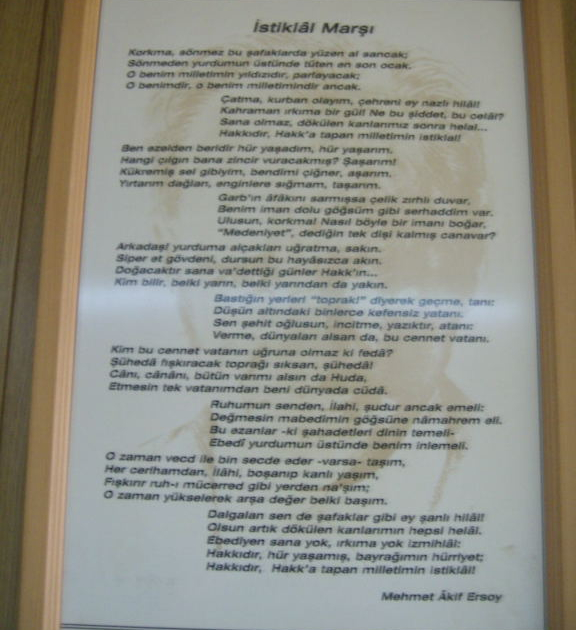 İstiklâl Marşı
Korkma, sönmez bu şafaklarda yüzen al sancak;
Sönmeden yurdumun üstünde tüten en son ocak.
O benim milletimin yıldızıdır, parlayacak;
O benimdir, o benim milletimindir ancak.
Çatma, kurban olayım, çehreni ey nazlı hilâl!
Kahraman ırkıma bir gül! Ne bu şiddet, bu celâl?
Sana olmaz, dökülen kanlarımız sonra helal...
Hakkıdır, Hakk'a tapan milletimin istiklal!
Ben ezelden beridir hür yaşadım, hür yaşarım.
Hangi çılgın bana zincir vuracakmış? Şaşarım!
Kükremiş sel gibiyim, bendimi çiğner, aşarım.
Yırtarım dağları, enginlere sığmam, taşarım.
Garb'ın âfâkını sarmışsa çelik zırhlı duvar,
Benim iman dolu göğsüm gibi serhaddim var.
Ulusun, korkma! Nasıl böyle bir imanı boğar,
"Medeniyet", dediğin tek dişi kalmış canavar?
Arkadaş! yurduma alçakları uğratma, sakın.
Siper et gövdeni, dursun bu hayâsızca akın.
Doğacaktır sana va'dettiği günler Hakk'ın...
Kim bilir, belki yarın, belki yarından da yakın.
Bastığın yerleri "toprak!" diyerek geçme, tanı:
Düşün altındaki binlerce kefensiz yatanı.
Sen şehit oğlusun, incitme, yazıktır, atanı:
Verme, dünyaları alsan da, bu cennet vatanı.
Kim bu cennet vatanın uğruna olmaz ki fedâ?
Şühedâ fışkıracak toprağı sıksan, şühedâ!
Cânı, cânânı, bütün varımı alsın da Huda,
Etmesin tek vatanımdan beni dünyada cüdâ.
Ruhumun senden, ilahi, şudur ancak emeli:
Değmesin mabedimin göğsüne nâmahrem eli.
Bu ezanlar -ki şahadetleri dinin temeli-
Ebedî yurdumun üstünde benim inlemeli.
O zaman vecd ile bin secde eder -varsa- taşım,
Her cerihamdan, İlâhi, boşanıp kanlı yaşım,
Fışkırır ruh-ı mücerred gibi yerden na'şım;
O zaman yükselerek arşa değer belki başım.
Dalgalan sen de şafaklar gibi ey şanlı hilâl!
Olsun artık dökülen kanlarımın hepsi helâl.
Ebediyen sana yok, ırkıma yok izmihlâl:
Hakkıdır, hür yaşamış, bayrağımın hürriyet;
Hakkıdır, Hakk'a tapan milletimin istiklâl!
Mehmet Âkif Ersoy